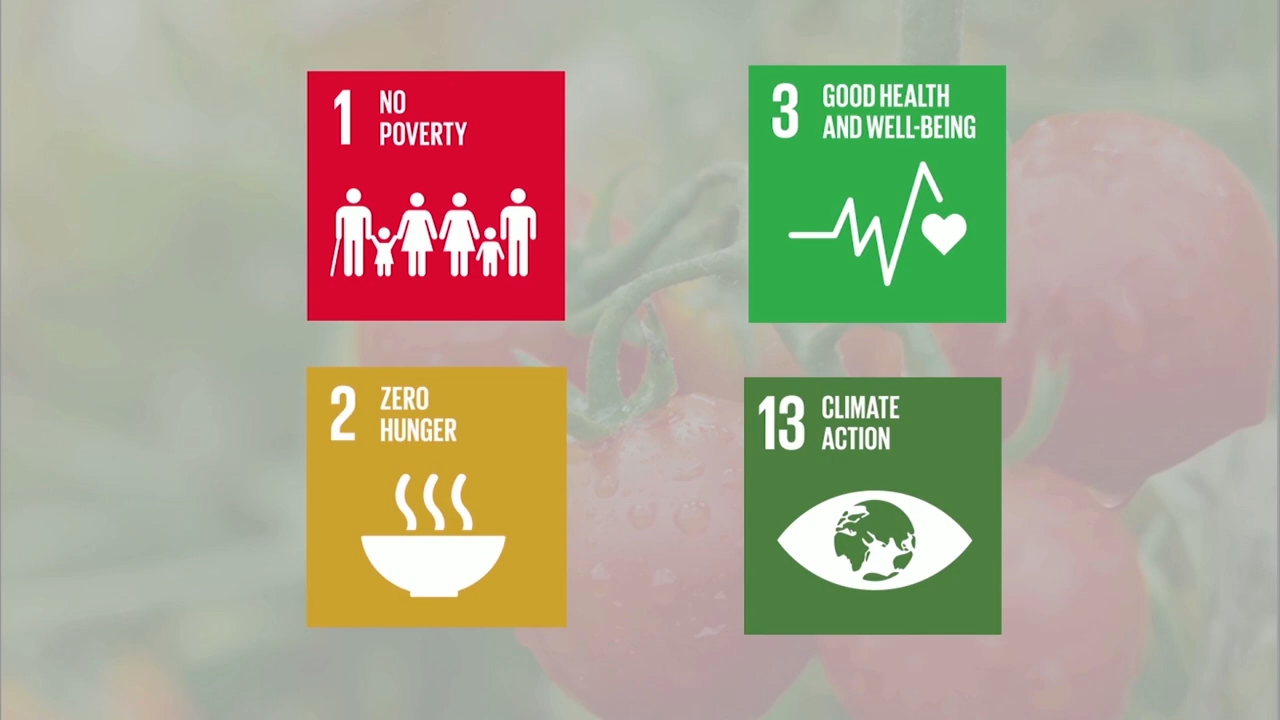 1 NO
POVERTY
3 GOOD HEALTH
AND WELL-BEING
2 ZERO
HUNGER
13 CLIMATE
ACTION